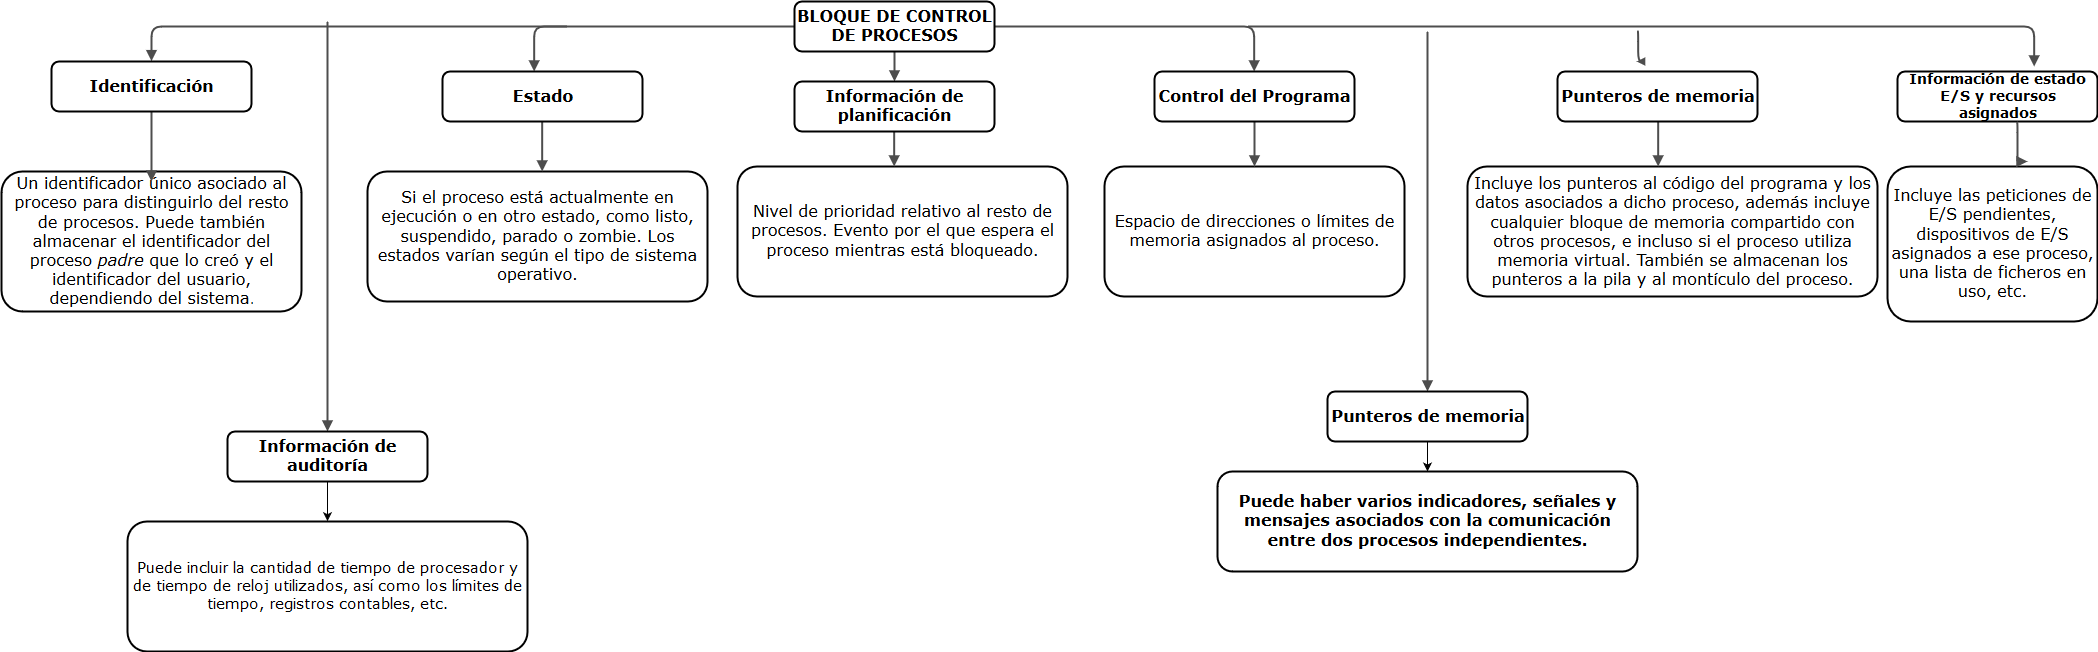 BLOQUE DE CONTROL
DE PROCESOS
Identificación
Estado
Información de
planificación
Control del Programa
Punteros de memoria
Información de estado
E/S y recursos
asignados
Un identificador único asociado al
proceso para distinguirlo del resto
de procesos. Puede también
almacenar el identificador del
proceso padre que lo creó y el
identificador del usuario,
dependiendo del sistema.
Si el proceso está actualmente en
ejecución o en otro estado, como listo,
suspendido, parado o zombie. Los
estados varían según el tipo de sistema
operativo.
Nivel de prioridad relativo al resto de
procesos. Evento por el que espera el
proceso mientras está bloqueado.
Espacio de direcciones o límites de
memoria asignados al proceso.
Incluye los punteros al código del programa y los
datos asociados a dicho proceso, además incluye
cualquier bloque de memoria compartido con
otros procesos, e incluso si el proceso utiliza
memoria virtual. También se almacenan los
punteros a la pila y al montículo del proceso.
Incluye las peticiones de
E/S pendientes,
dispositivos de E/S
asignados a ese proceso,
una lista de ficheros en
uso, etc.
Información de
auditoría
Puede incluir la cantidad de tiempo de procesador y
de tiempo de reloj utilizados, así como los límites de
tiempo, registros contables, etc.
Punteros de memoria
Puede haber varios indicadores, señales y
mensajes asociados con la comunicación
entre dos procesos independientes.